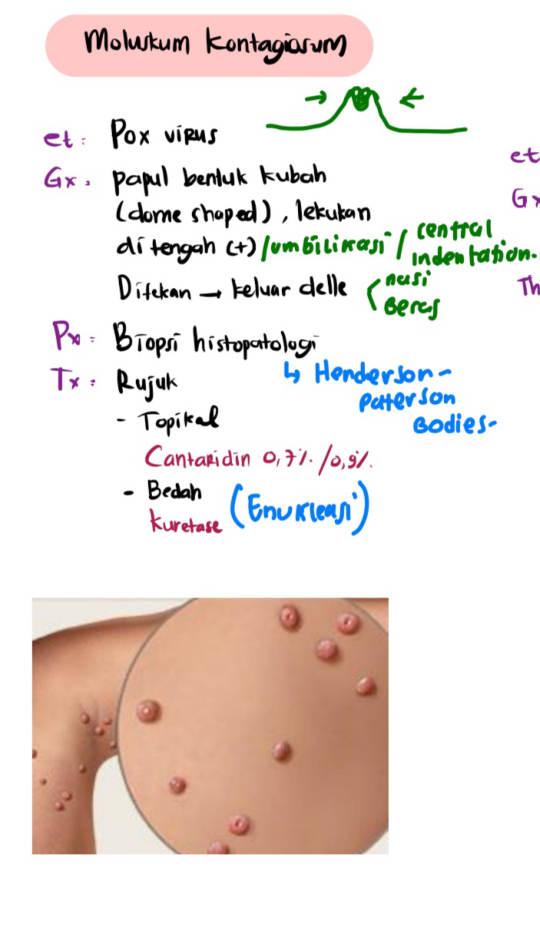 Moluskum Kontagiosum
et : Pox virus
Gx : papul bentuk kubah
(dome shaped), lekukan
di tengah (+) /umbilikasi / central indentation.
Ditekan → keluar delle ( nasi
beras
Px : Biopsi histopatologi
↳ Henderson-
paterson
Bodies-
Tx : Rujuk
- Topikal
Cantaridin 0,7% /0,9%.
- Bedah
kuretase (Enukleasi)
et
Gx
Th